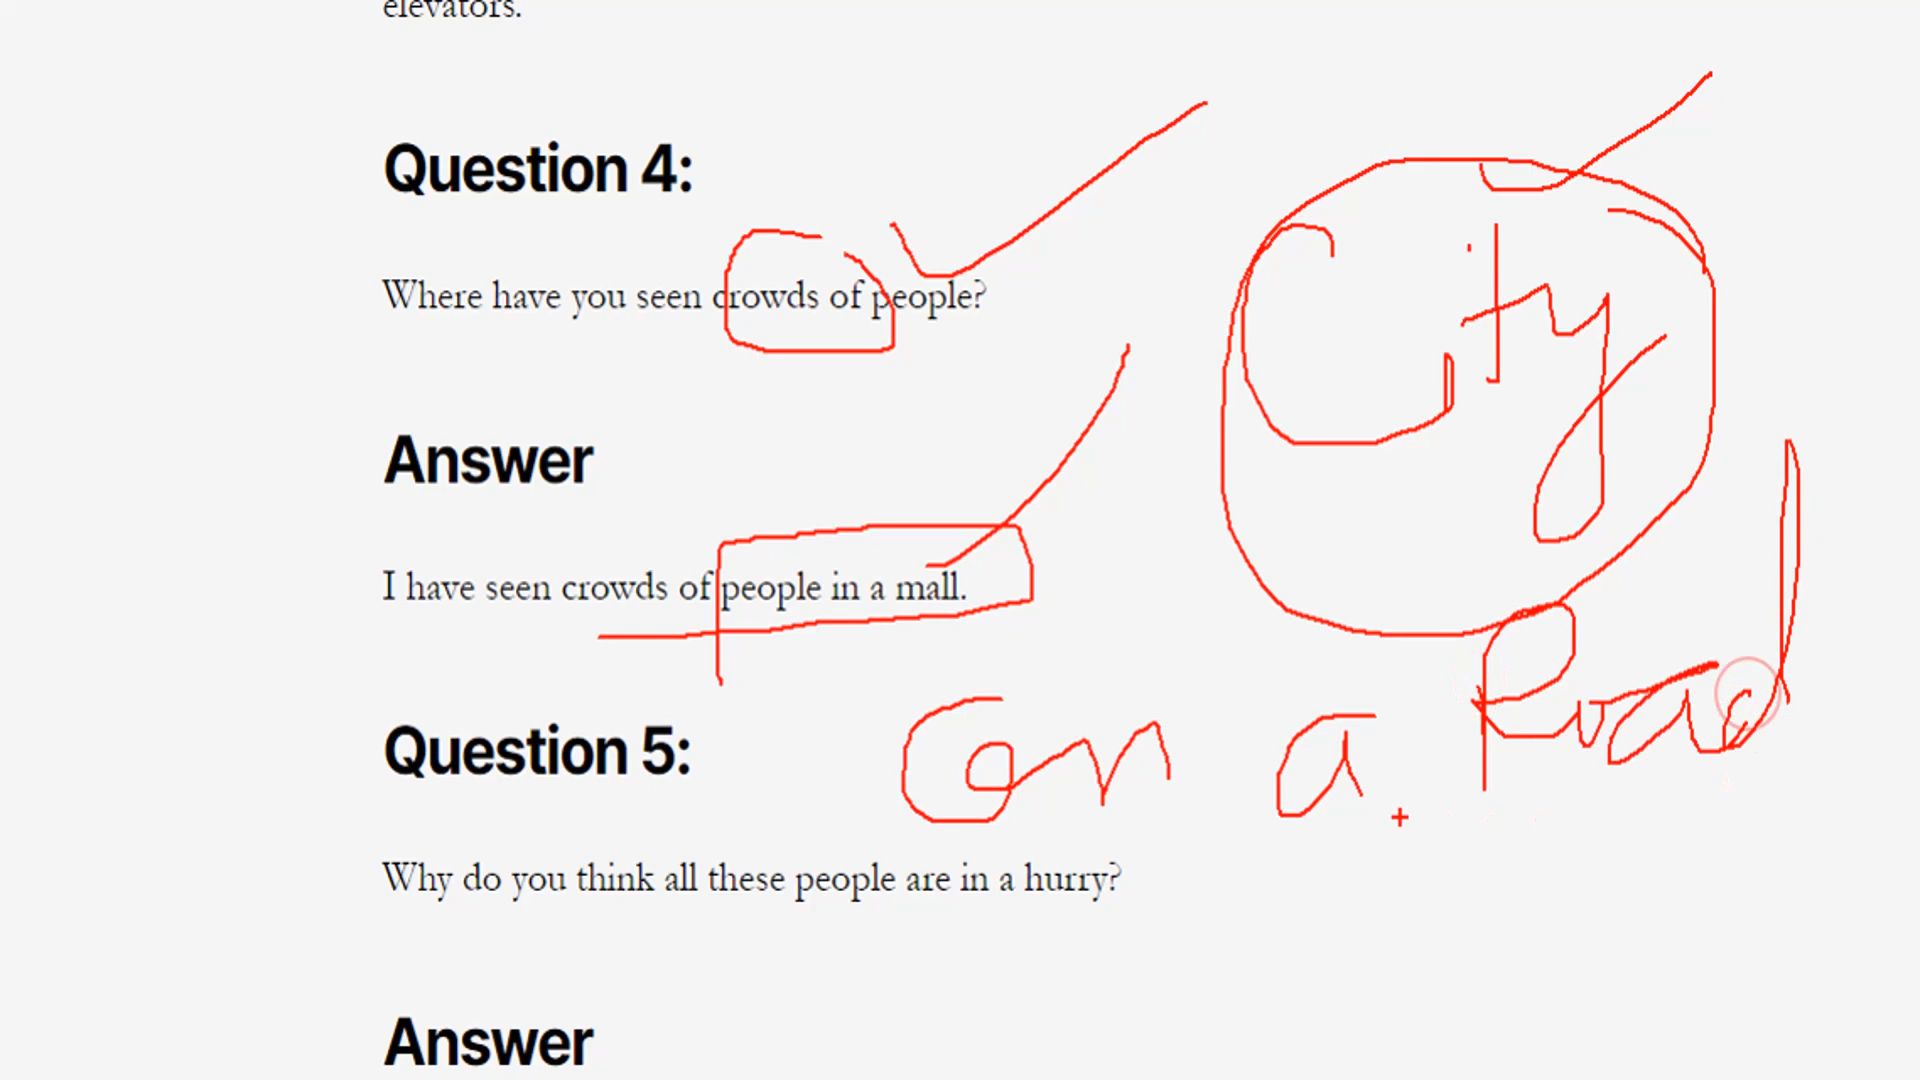 elevators.
Question 4:
Where have you seen crowds of people?
City
Answer
I have seen crowds of people in a mall.
Question 5:
on a Road
Why do you think all these people are in a hurry?
Answer